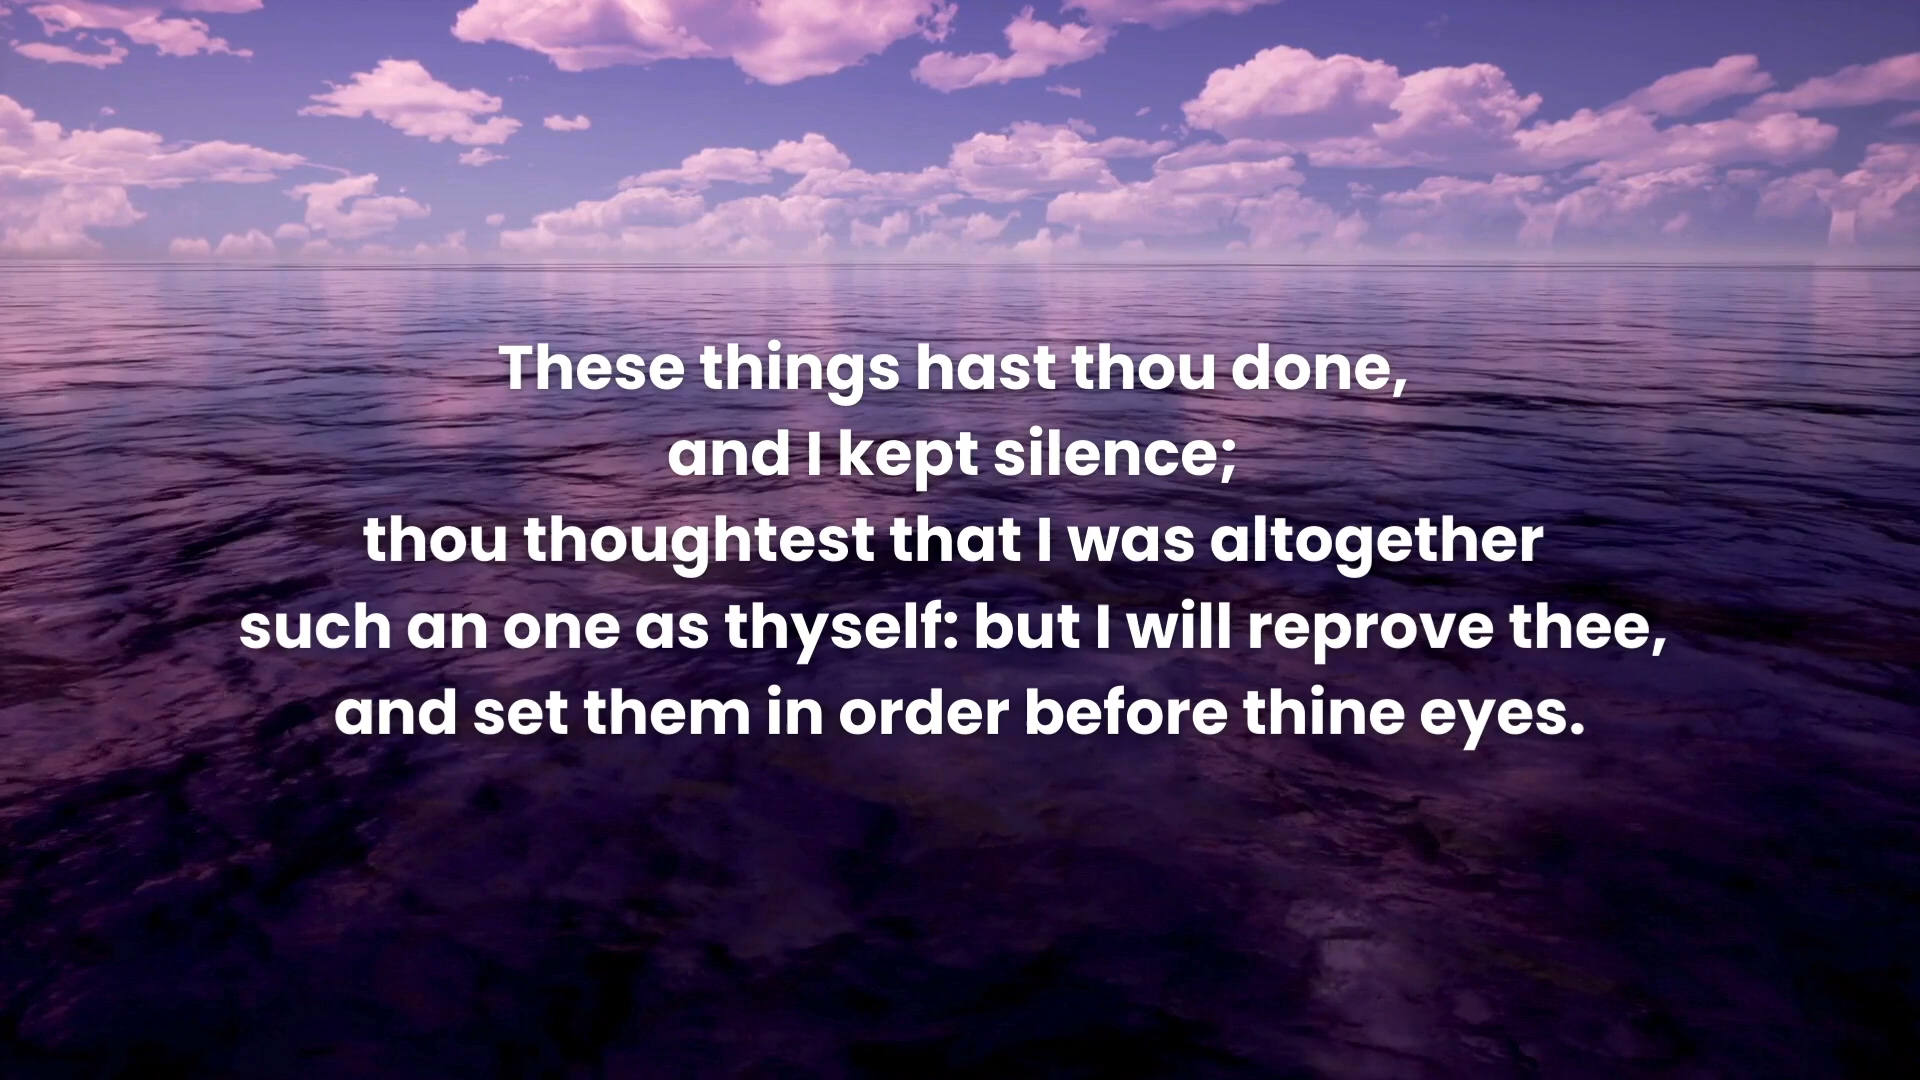 These things hast thou done,
and I kept silence;
thou thoughtest that I was altogether
such an one as thyself: but I will reprove thee,
and set them in order before thine eyes.